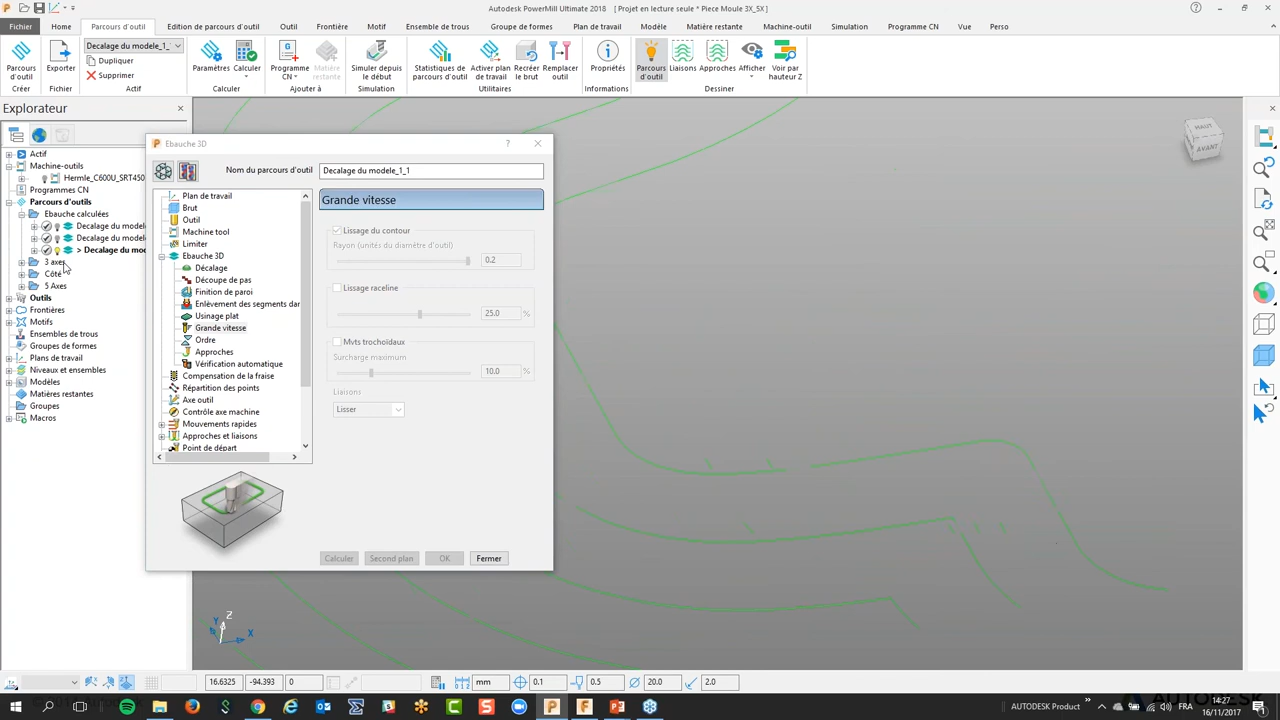 Autodesk PowerMill Ultimate 2018    [ Projet en lecture seule * Piece Moule 3X_5X ]
Fichier Home Parcours d'outil Edition de parcours d'outil Outil Frontière Motif Ensemble de trous Groupe de formes Plan de travail Modèle Matière restante Machine-outil Simulation Programme CN Vue Perso
Decalage du modele_1_
Dupliquer
Supprimer
Parcours d'outil
Exporter
Paramètres
Calculer
Programme CN
Matière restante
Simuler depuis le début
Statistiques de parcours d'outil
Activer plan de travail
Recréer le brut
Remplacer outil
Propriétés
Parcours d'outil
Liaisons
Approches
Afficher
Voir par hauteur Z
Créer Fichier Actif Calculer Ajouter à Simulation Utilitaires Informations Dessiner
Explorateur
Actif
Machine-outils
Hermle_C600U_SRT450
Programmes CN
Parcours d'outils
Ebauche calculées
Decalage du modele
Decalage du modele
> Decalage du mo
3 axes
Côté
5 Axes
Outils
Frontières
Motifs
Ensembles de trous
Groupes de formes
Plans de travail
Niveaux et ensembles
Modèles
Matières restantes
Groupes
Macros
Ebauche 3D
?
Nom du parcours d'outil Decalage du modele_1_1
Plan de travail
Brut
Outil
Machine tool
Limiter
Ebauche 3D
Décalage
Découpe de pas
Finition de paroi
Enlèvement des segments dan
Usinage plat
Grande vitesse
Ordre
Approches
Vérification automatique
Compensation de la fraise
Répartition des points
Axe outil
Contrôle axe machine
Mouvements rapides
Approches et liaisons
Point de départ
Grande vitesse
Lissage du contour
Rayon (unités du diamètre d'outil)
0.2
Lissage raceline
25.0 %
Mvts trochoïdaux
Surcharge maximum
10.0 %
Liaisons
Lisser
Calculer Second plan OK Fermer
HAUT
AVANT
Z
Y
X
16.6325 -94.393 0 mm 0.1 0.5 20.0 2.0
AUTODESK Product FRA 14:27
16/11/2017